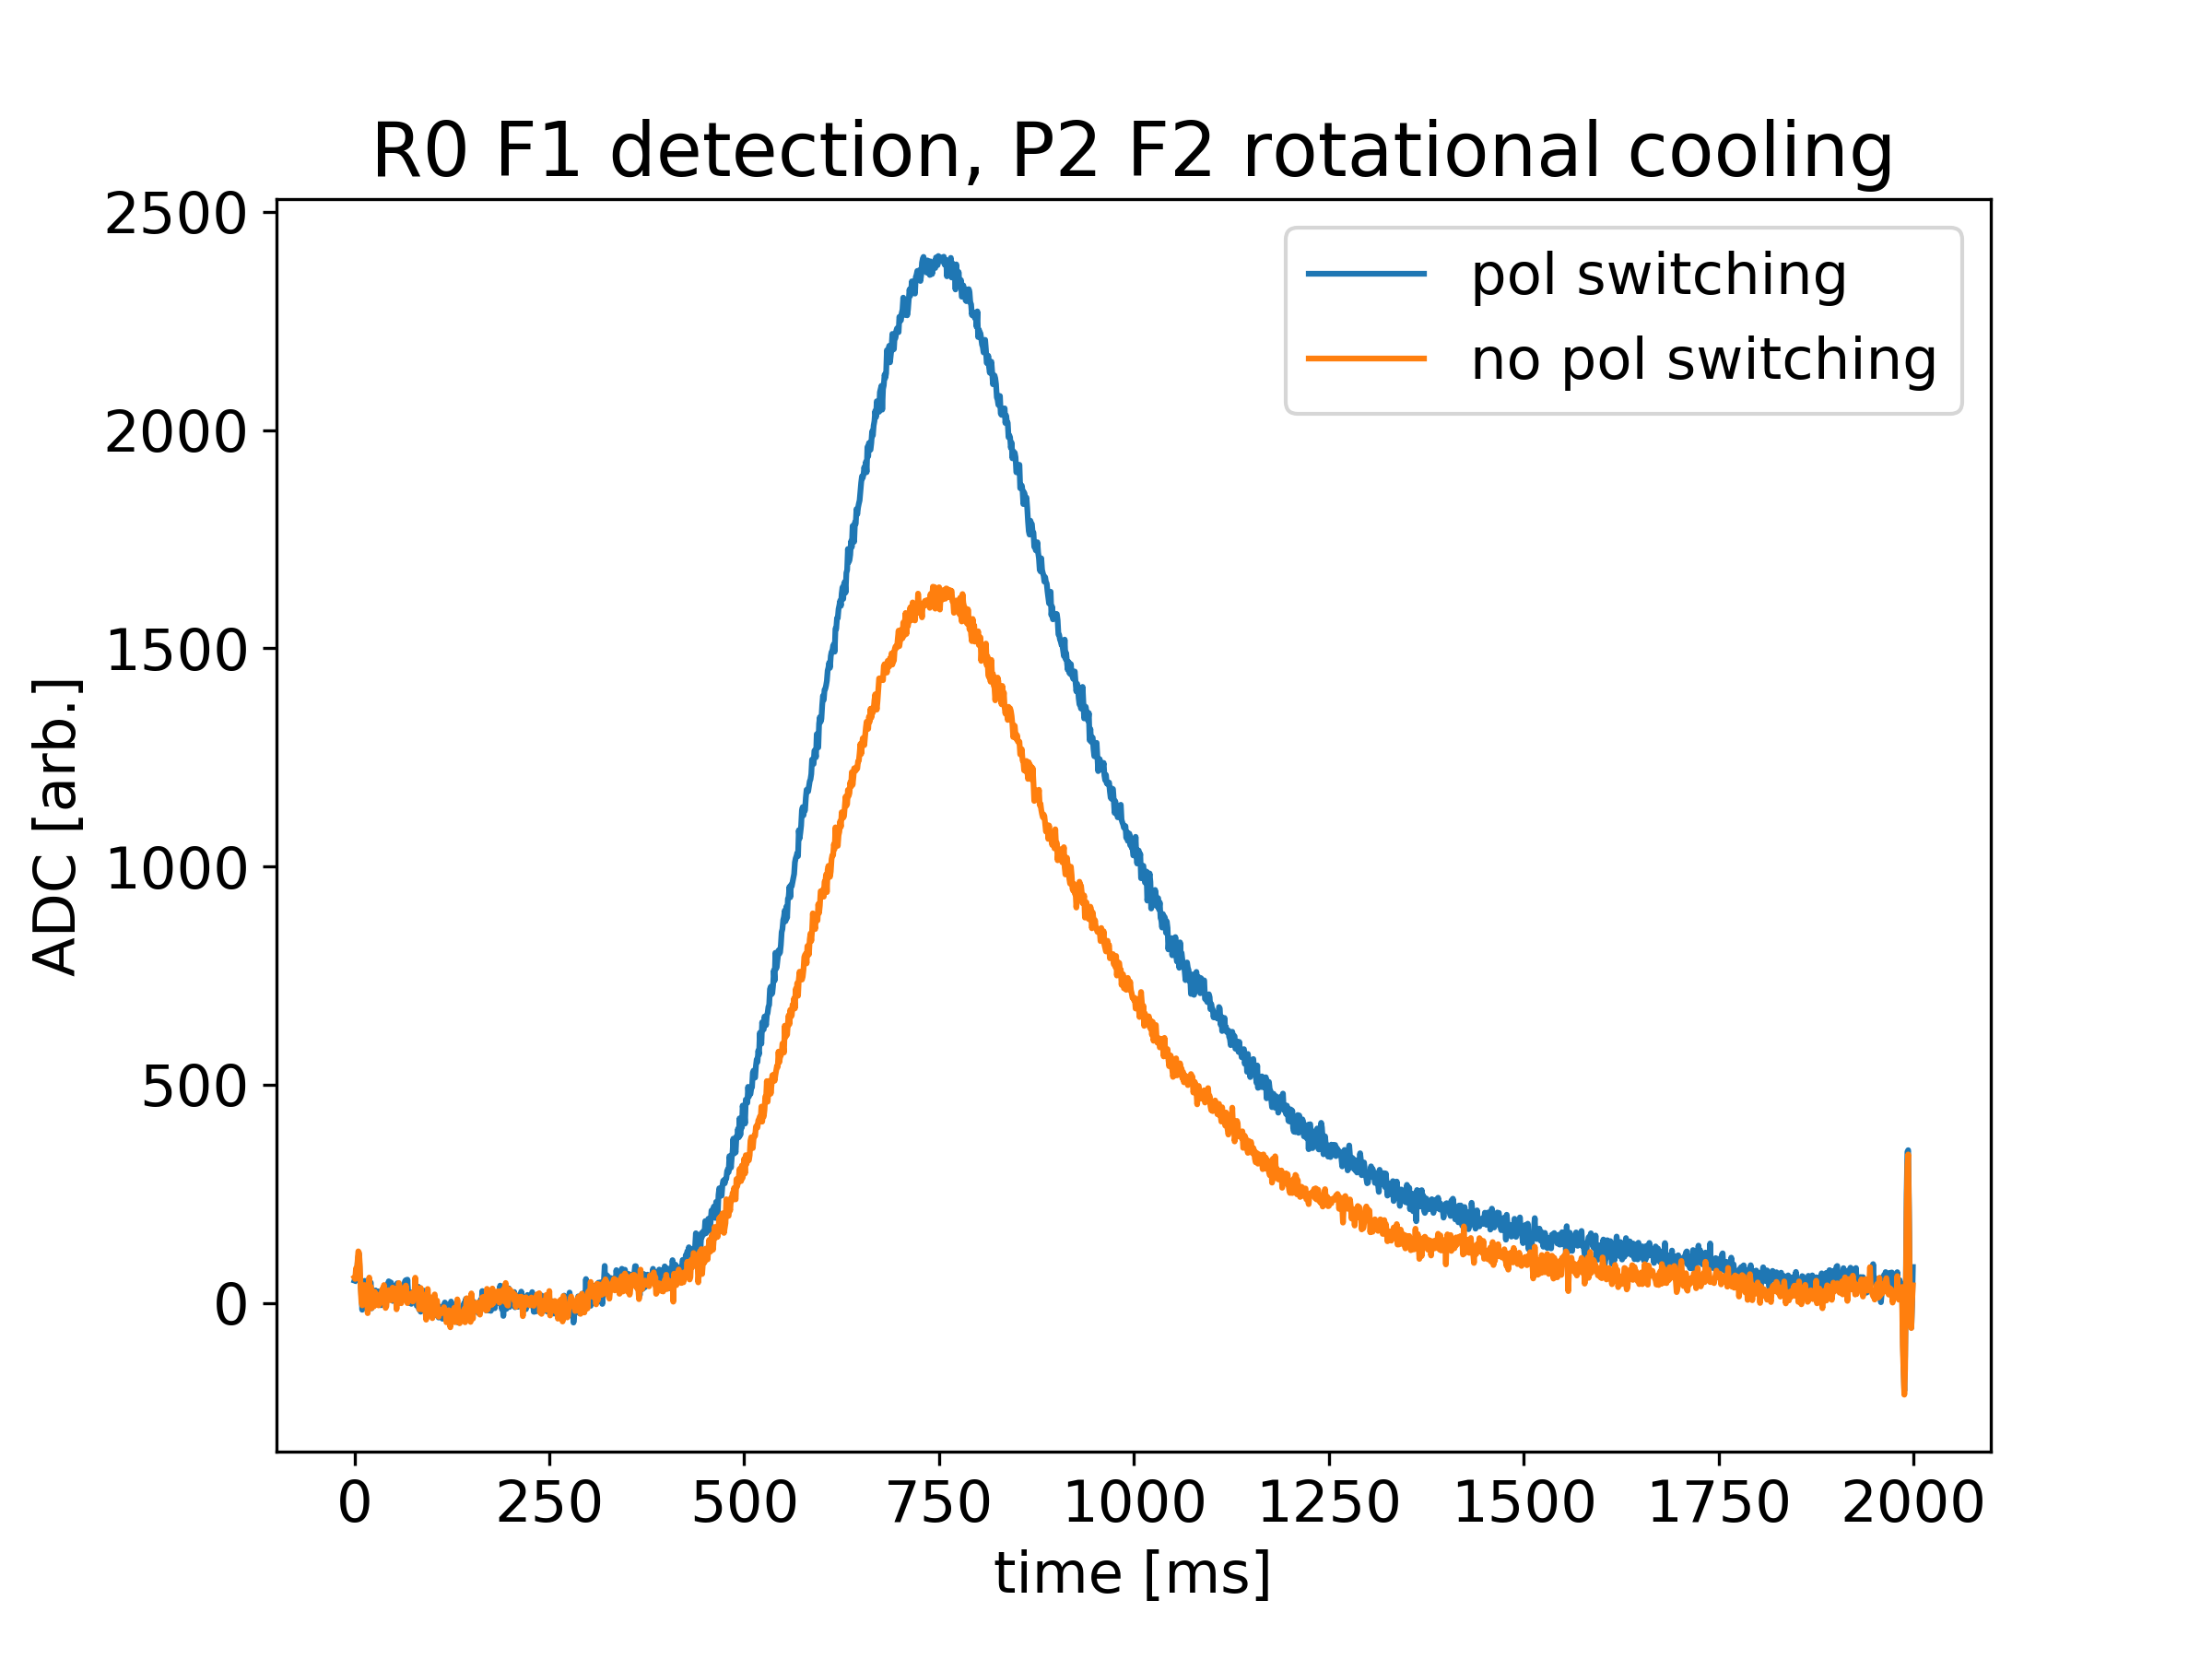 R0 F1 detection, P2 F2 rotational cooling
pol switching
no pol switching
ADC [arb.]
2500
2000
1500
1000
500
0
0 250 500 750 1000 1250 1500 1750 2000
time [ms]